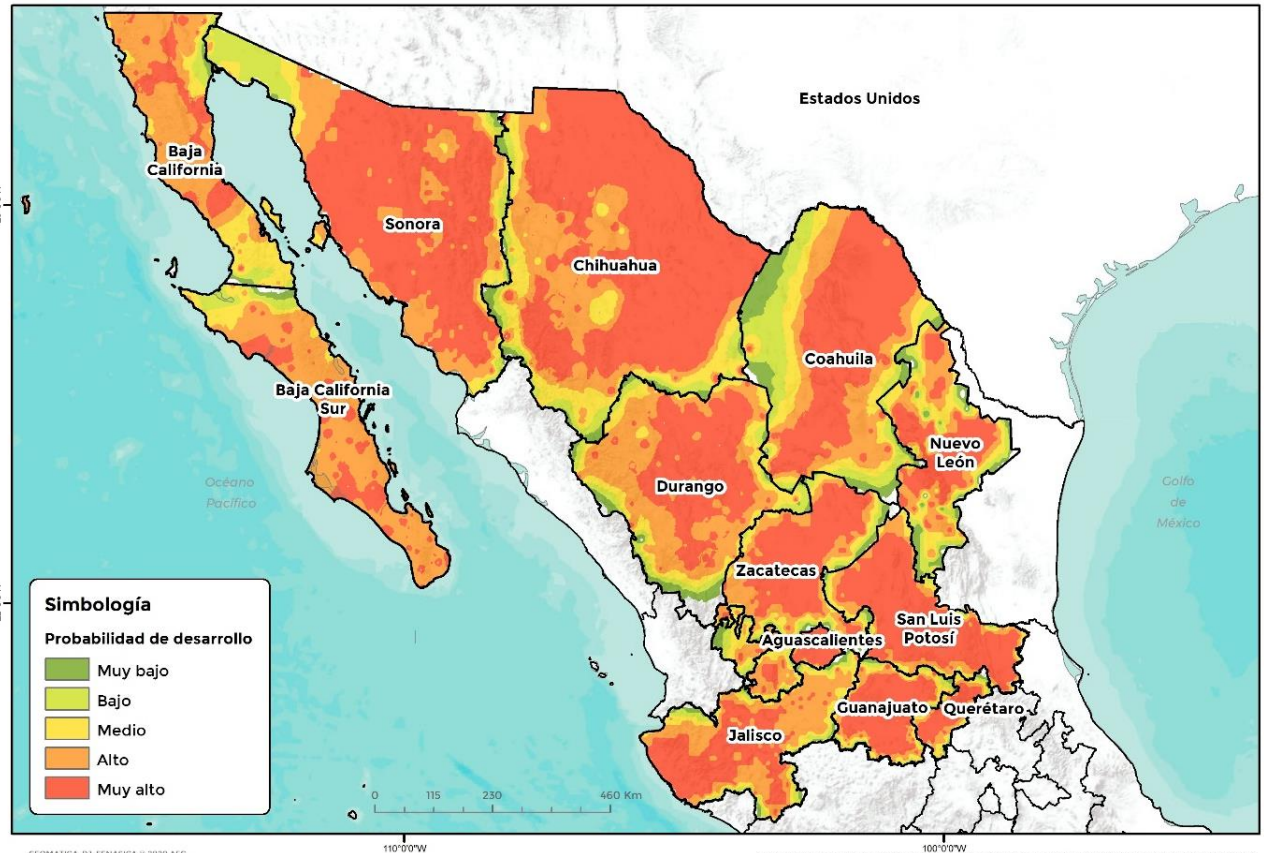 Estados Unidos
Baja
California
Sonora
Chihuahua
Coahuila
Baja California
Sur
Nuevo
León
Durango
Océano
Pacífico
Golfo
de
México
Zacatecas
San Luis
Potosí
Aguascalientes
Guanajuato
Querétaro
Jalisco
Simbología
Probabilidad de desarrollo
Muy bajo
Bajo
Medio
Alto
Muy alto
0 115 230 460 Km
110°0'0"W 100°0'0"W